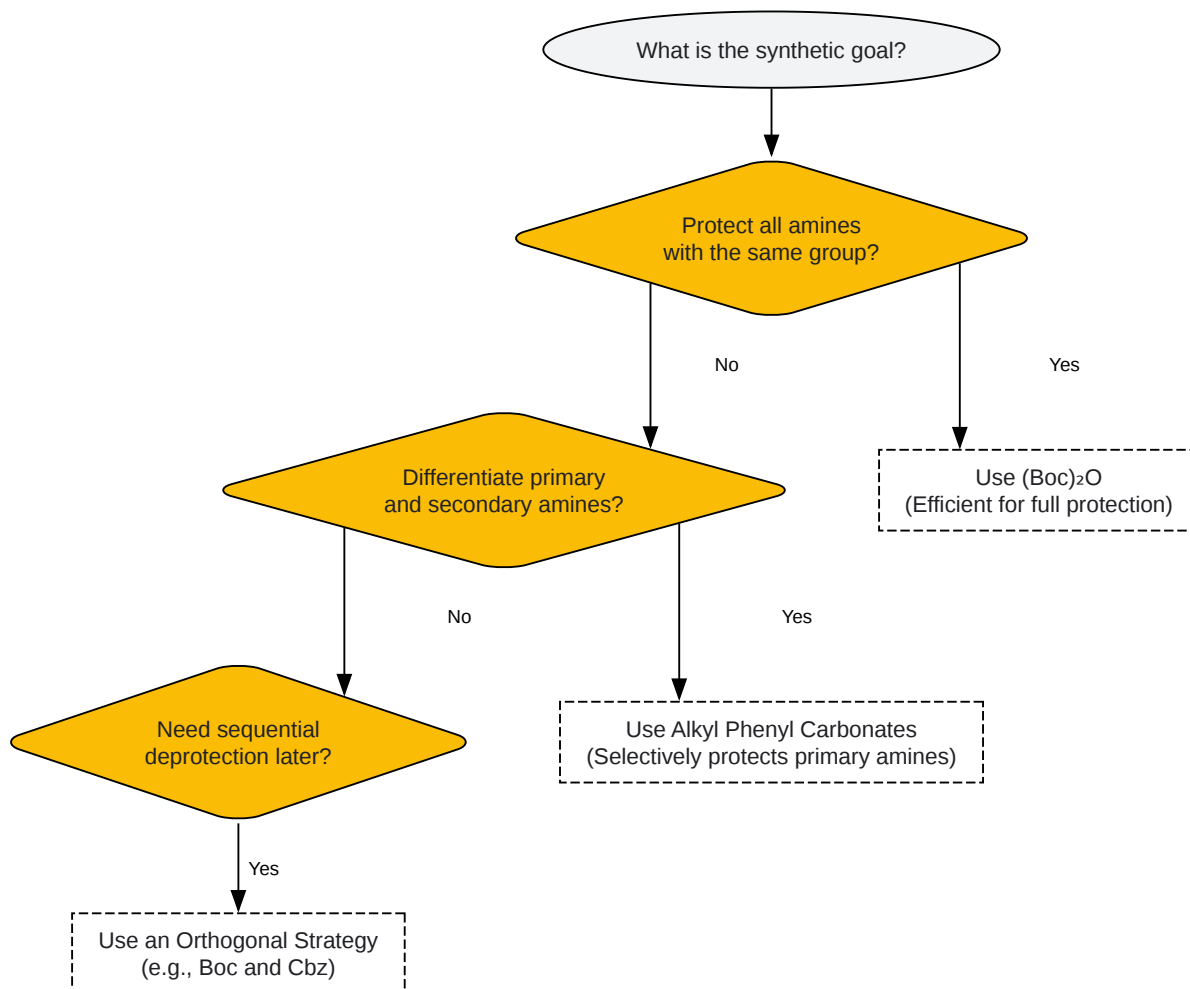 What is the synthetic goal?
Protect all amines
with the same group?
No
Yes
Differentiate primary
and secondary amines?
Use (Boc)₂O
(Efficient for full protection)
No
Yes
Need sequential
deprotection later?
Use Alkyl Phenyl Carbonates
(Selectively protects primary amines)
Yes
Use an Orthogonal Strategy
(e.g., Boc and Cbz)